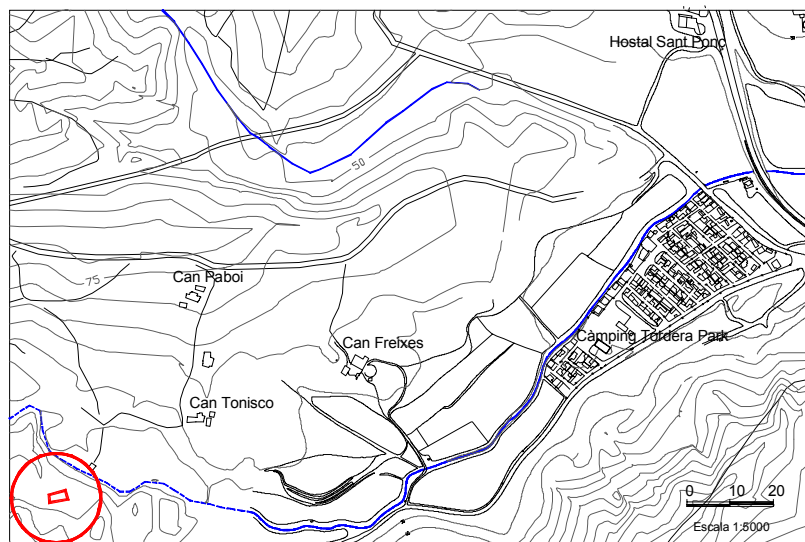 Hostal Sant Ponç
50
75
Can Paboi
Can Freixes
Camping Tordera Park
Can Tonisco
0 10 20
Escala 1:5000